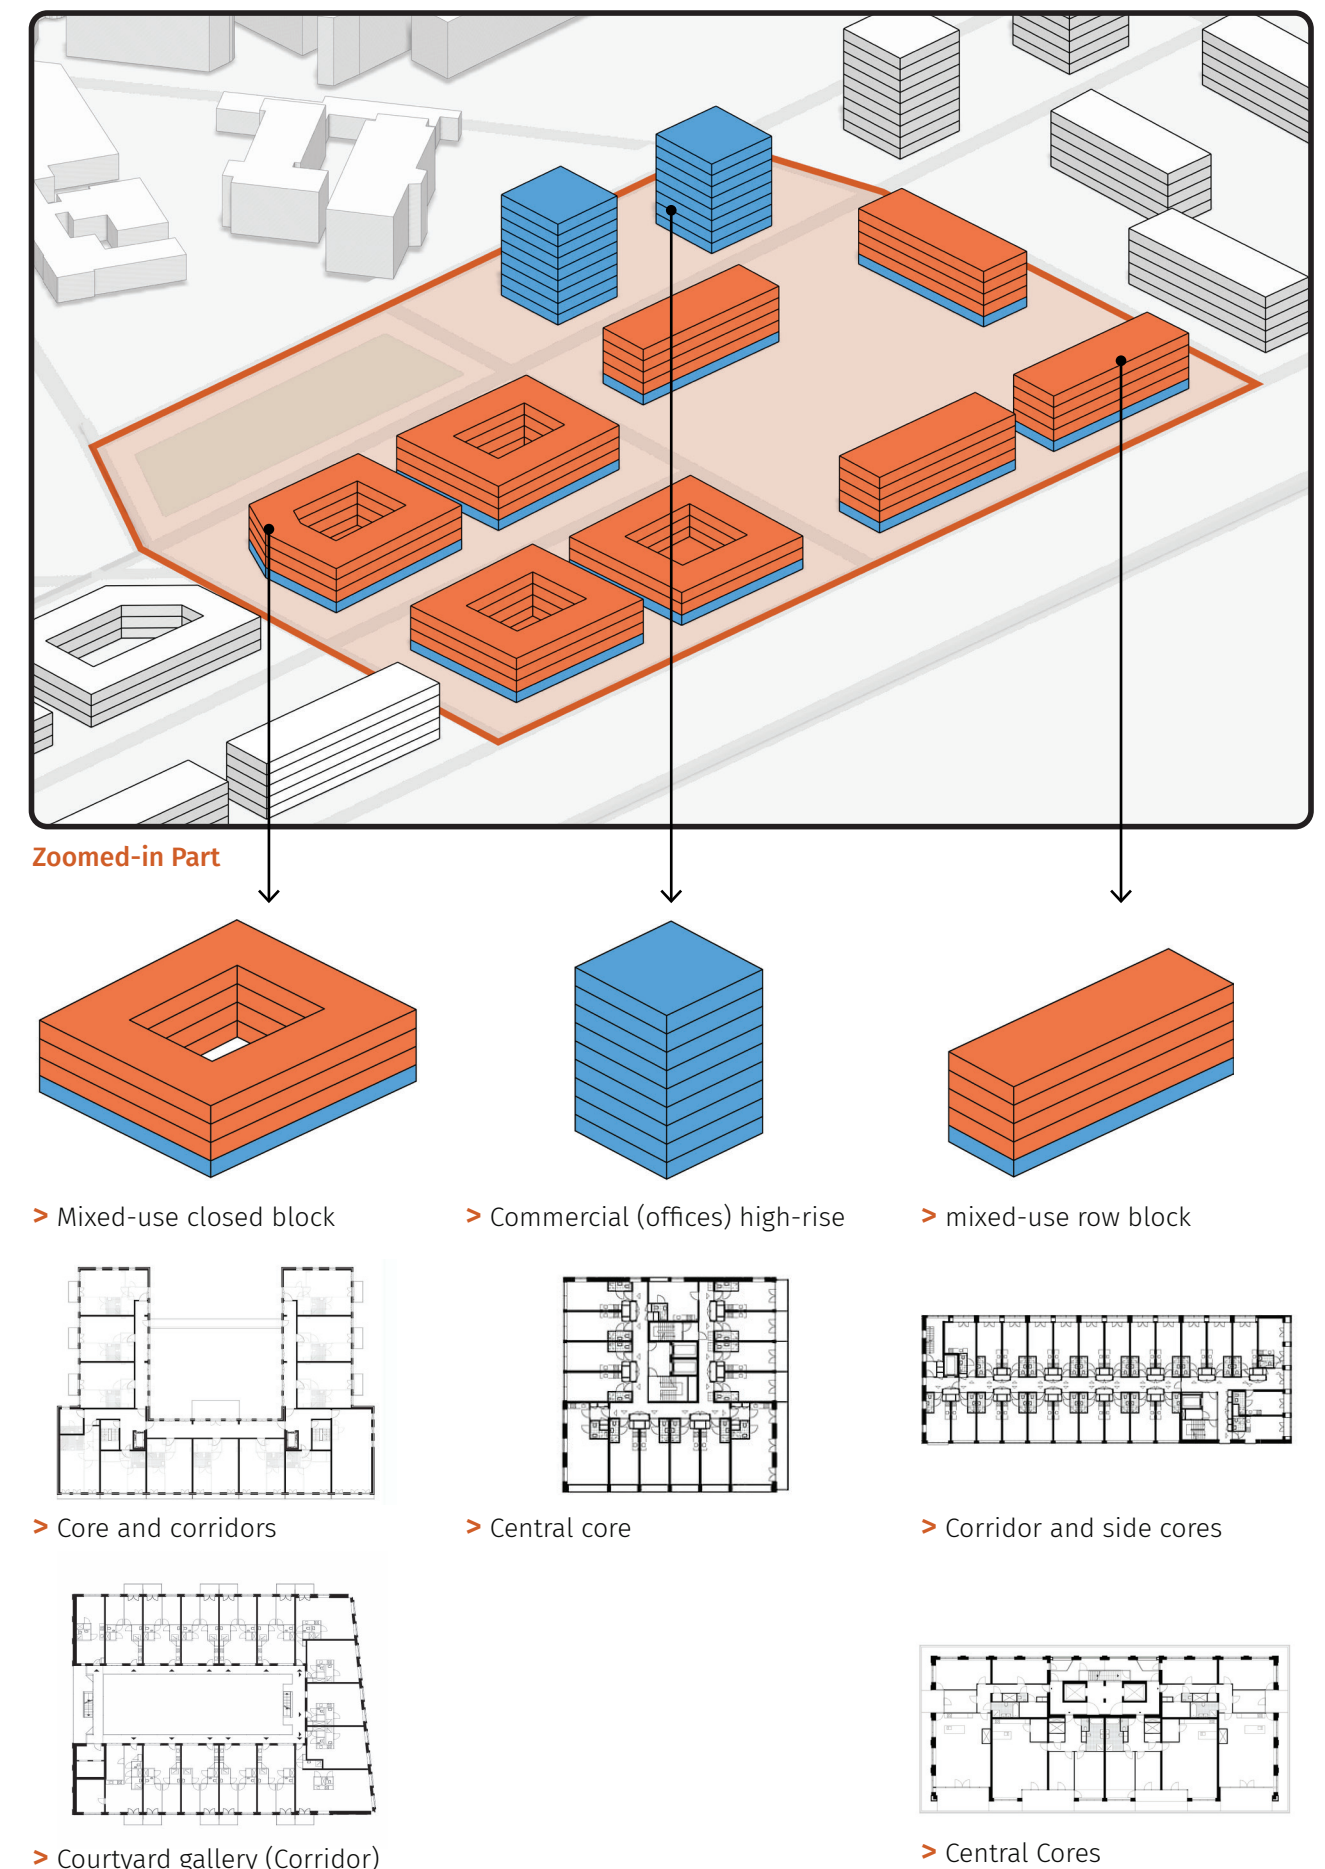 Zoomed-in Part
> Mixed-use closed block
> Commercial (offices) high-rise
> mixed-use row block
> Core and corridors
> Central core
> Corridor and side cores
> Courtyard gallery (Corridor)
> Central Cores